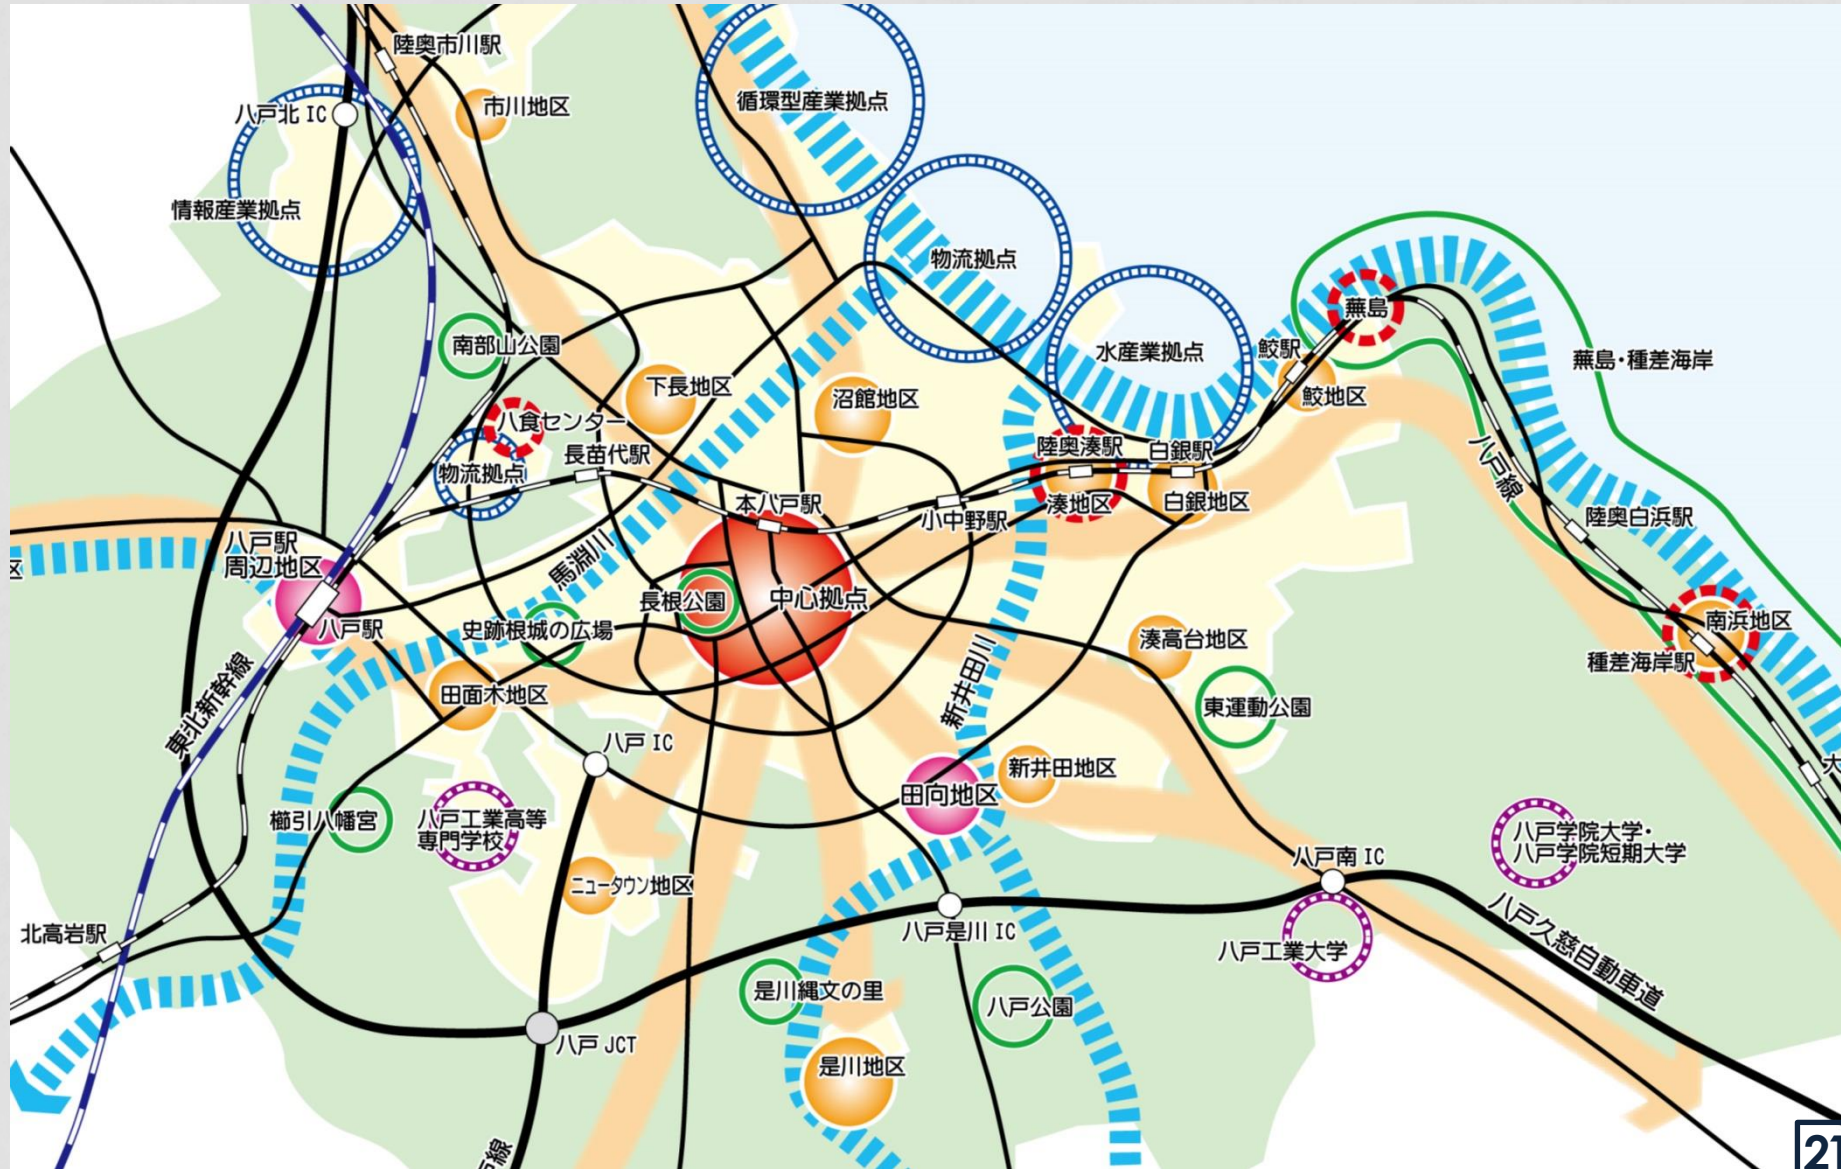 陸奥市川駅
市川地区
八戸北 IC
循環型産業拠点
情報産業拠点
物流拠点
蕪島
南部山公園
水産業拠点
鮫駅
蕪島・種差海岸
下長地区
沼館地区
鮫地区
八食センター
物流拠点
長苗代駅
陸奥湊駅
白銀駅
八戸線
本八戸駅
小中野駅
湊地区
白銀地区
陸奥白浜駅
八戸駅
周辺地区
区
馬淵川
長根公園
中心拠点
八戸駅
史跡根城の広場
新井田川
湊高台地区
南浜地区
種差海岸駅
東北新幹線
田面木地区
東運動公園
八戸 IC
新井田地区
大
田向地区
櫛引八幡宮
八戸工業高等
専門学校
八戸学院大学・
八戸学院短期大学
八戸南 IC
ニュータウン地区
北高岩駅
八戸是川 IC
八戸工業大学
八戸久慈自動車道
是川縄文の里
八戸公園
八戸 JCT
是川地区
戸線
21